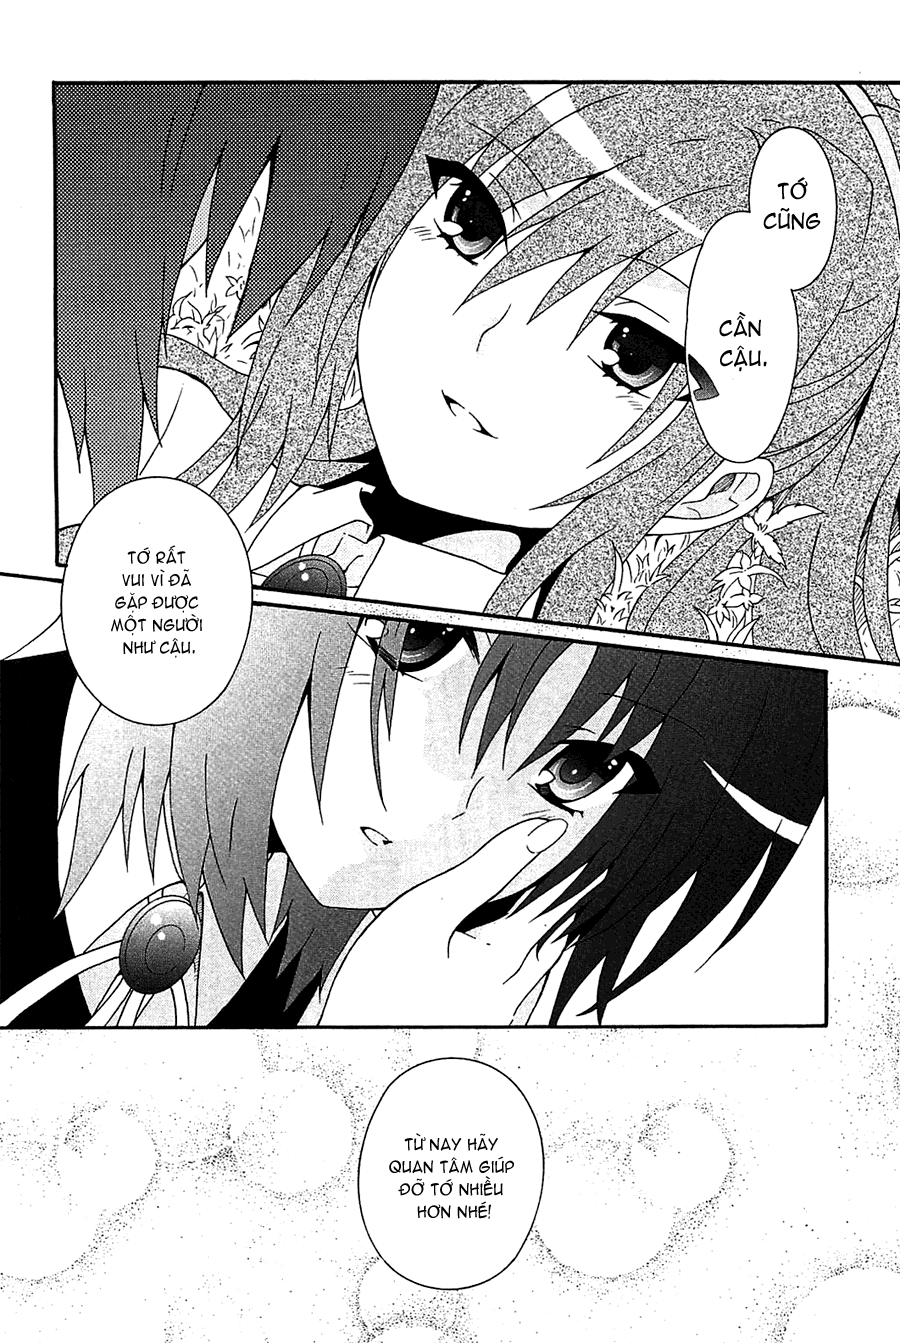 TỚ
CŨNG
CẦN
CẬU.
TỚ RẤT
VUI VÌ ĐÃ
GẶP ĐƯỢC
MỘT NGƯỜI
NHƯ CẬU.
TỪ NAY HÃY
QUAN TÂM GIÚP
ĐỠ TỚ NHIỀU
HƠN NHÉ!